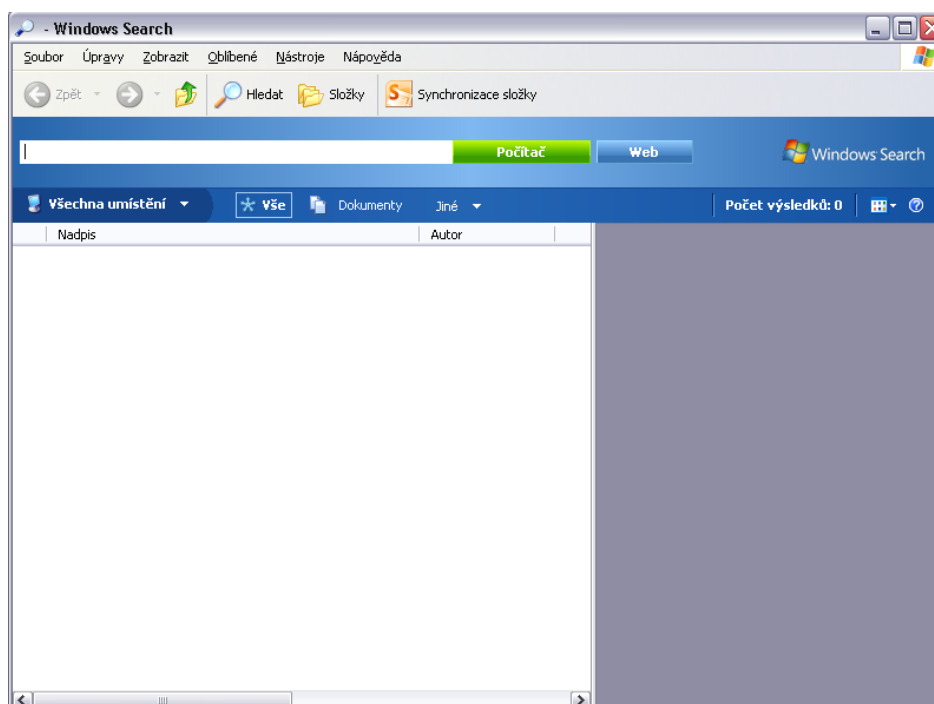 - Windows Search
Soubor Úpravy Zobrazit Oblíbené Nástroje Nápověda
Zpět Hledat Složky S 7 Synchronizace složky
Počítač Web Windows Search
Všechna umístění Vše Dokumenty Jiné Počet výsledků: 0 ?
Nadpis Autor